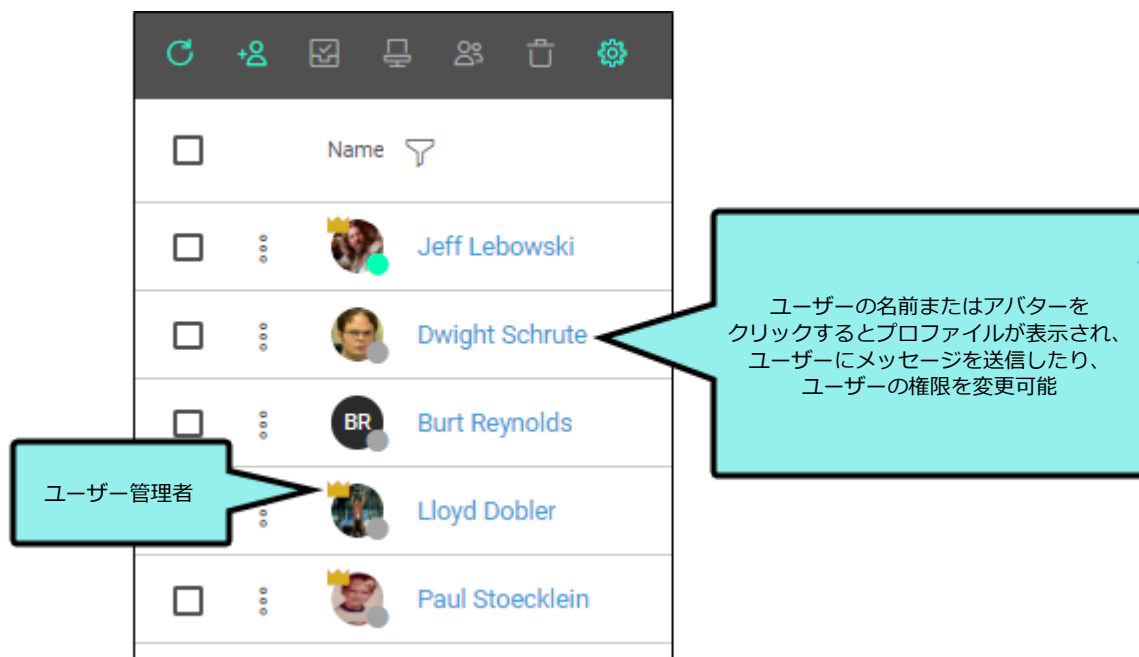 Name
Jeff Lebowski
Dwight Schrute
ユーザーの名前またはアバターを
クリックするとプロファイルが表示され、
ユーザーにメッセージを送信したり、
ユーザーの権限を変更可能
BR
Burt Reynolds
ユーザー管理者
Lloyd Dobler
Paul Stoecklein